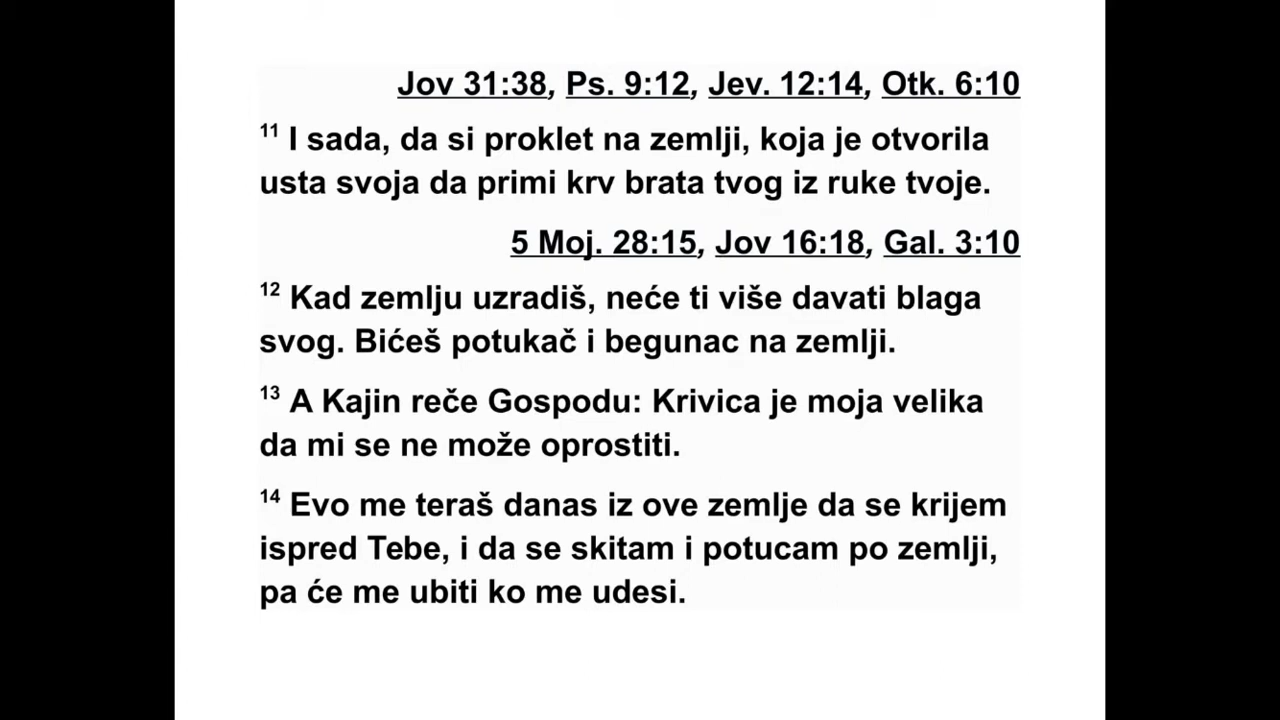 Jov 31:38, Ps. 9:12, Jev. 12:14, Otk. 6:10
11 I sada, da si proklet na zemlji, koja je otvorila
usta svoja da primi krv brata tvog iz ruke tvoje.
5 Moj. 28:15, Jov 16:18, Gal. 3:10
12 Kad zemlju uzradiš, neće ti više davati blaga
svog. Bićeš potukač i begunac na zemlji.
13 A Kajin reče Gospodu: Krivica je moja velika
da mi se ne može oprostiti.
14 Evo me teraš danas iz ove zemlje da se krijem
ispred Tebe, i da se skitam i potucam po zemlji,
pa će me ubiti ko me udesi.